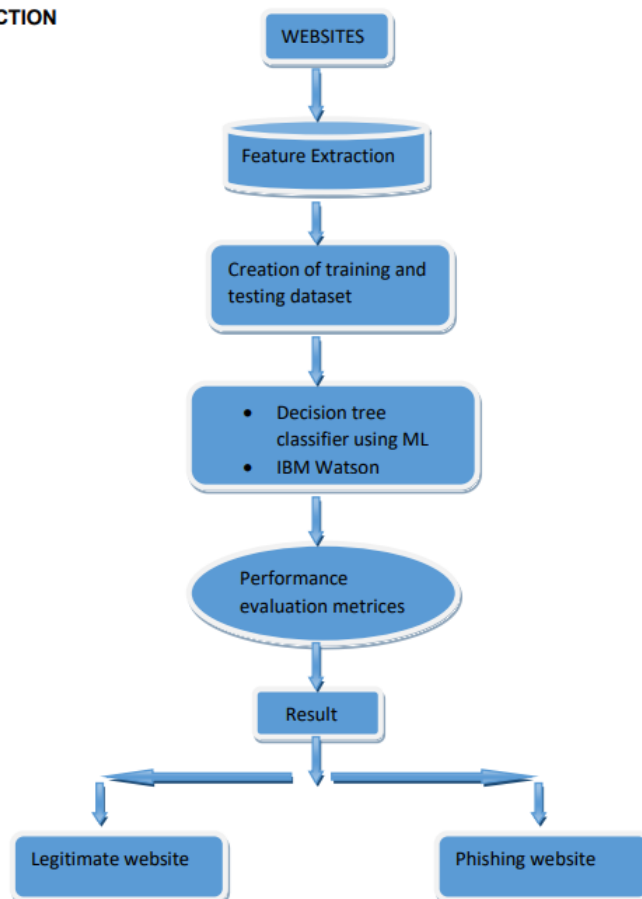 CTION
WEBSITES
Feature Extraction
Creation of training and
testing dataset
• Decision tree
classifier using ML
• IBM Watson
Performance
evaluation metrices
Result
Legitimate website
Phishing website